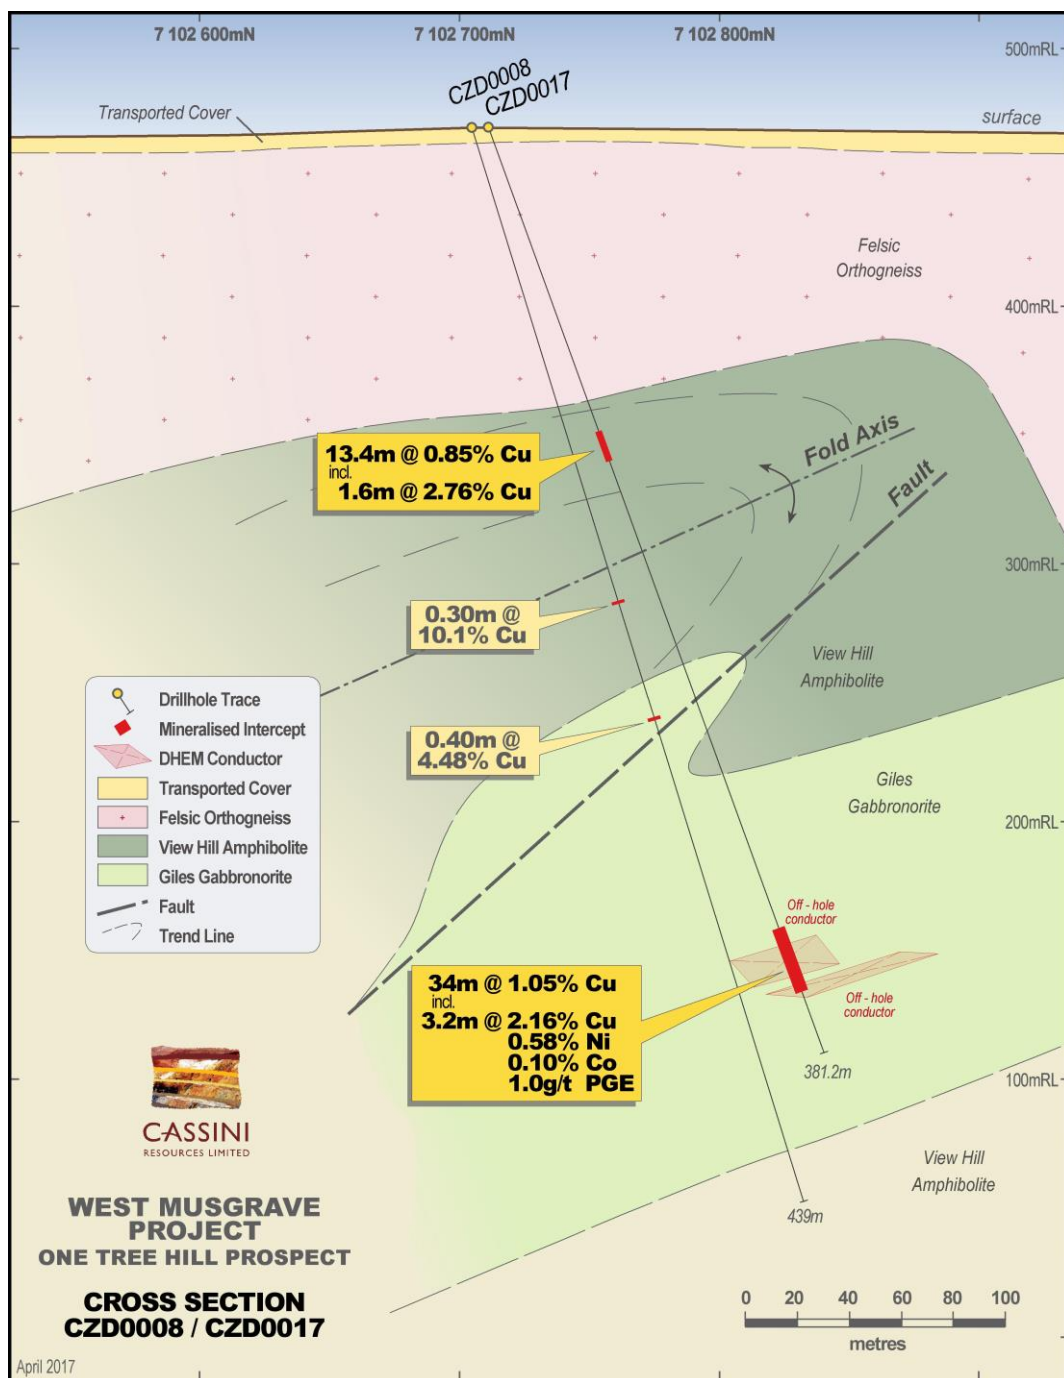 7 102 600mN
7 102 700mN
7 102 800mN
500mRL
CZD0008
CZD0017
Transported Cover
surface
Felsic
Orthogneiss
400mRL
13.4m @ 0.85% Cu
incl.
1.6m @ 2.76% Cu
Fold Axis
Fault
300mRL
0.30m @
10.1% Cu
View Hill
Amphibolite
0.40m @
4.48% Cu
Giles
Gabbronorite
200mRL
Drillhole Trace
Mineralised Intercept
DHEM Conductor
Transported Cover
Felsic Orthogneiss
View Hill Amphibolite
Giles Gabbronorite
Fault
Trend Line
Off - hole
conductor
34m @ 1.05% Cu
incl.
3.2m @ 2.16% Cu
0.58% Ni
0.10% Co
1.0g/t PGE
Off - hole
conductor
381.2m
100mRL
CASSINI
RESOURCES LIMITED
View Hill
Amphibolite
439m
WEST MUSGRAVE
PROJECT
ONE TREE HILL PROSPECT
CROSS SECTION
CZD0008 / CZD0017
0 20 40 60 80 100
metres
April 2017